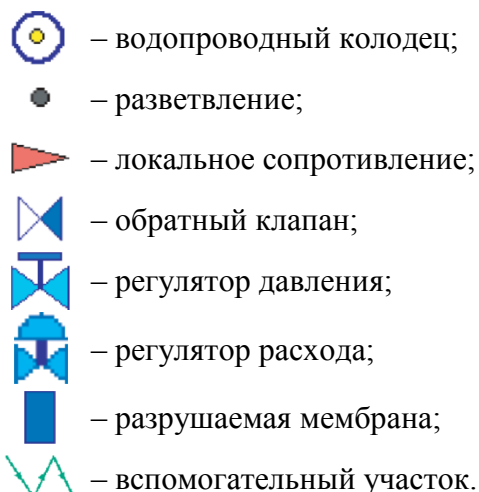 – водопроводный колодец;
– разветвление;
– локальное сопротивление;
– обратный клапан;
– регулятор давления;
– регулятор расхода;
– разрушаемая мембрана;
– вспомогательный участок.